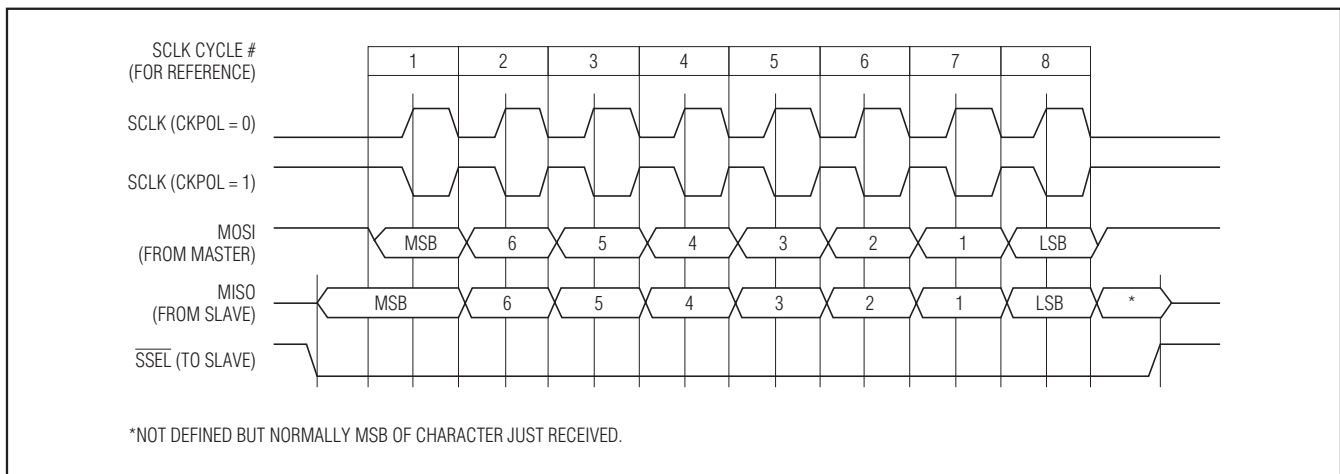 SCLK CYCLE #
(FOR REFERENCE)
1 2 3 4 5 6 7 8
SCLK (CKPOL = 0)
SCLK (CKPOL = 1)
MOSI
(FROM MASTER)
MSB 6 5 4 3 2 1 LSB
MISO
(FROM SLAVE)
MSB 6 5 4 3 2 1 LSB *
SSEL (TO SLAVE)
*NOT DEFINED BUT NORMALLY MSB OF CHARACTER JUST RECEIVED.